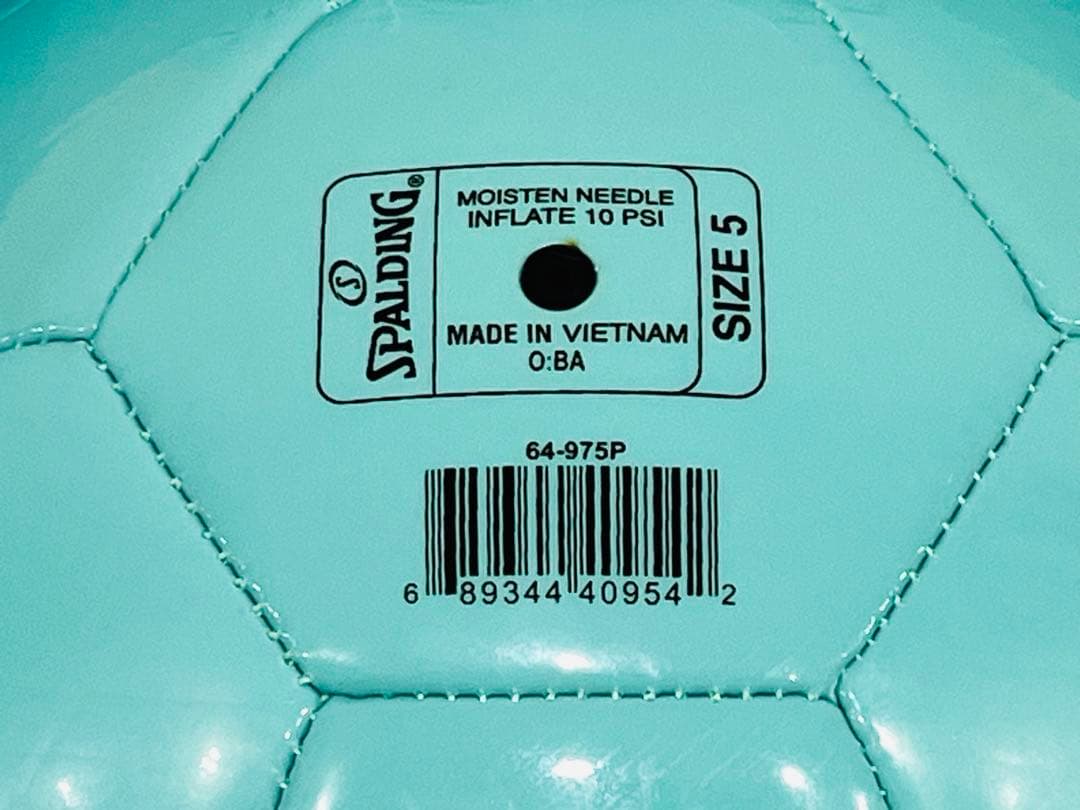 S
SPALDING®
MOISTEN NEEDLE
INFLATE 10 PSI
MADE IN VIETNAM
O:BA
SIZE 5
64-975P
6 89344 40954 2